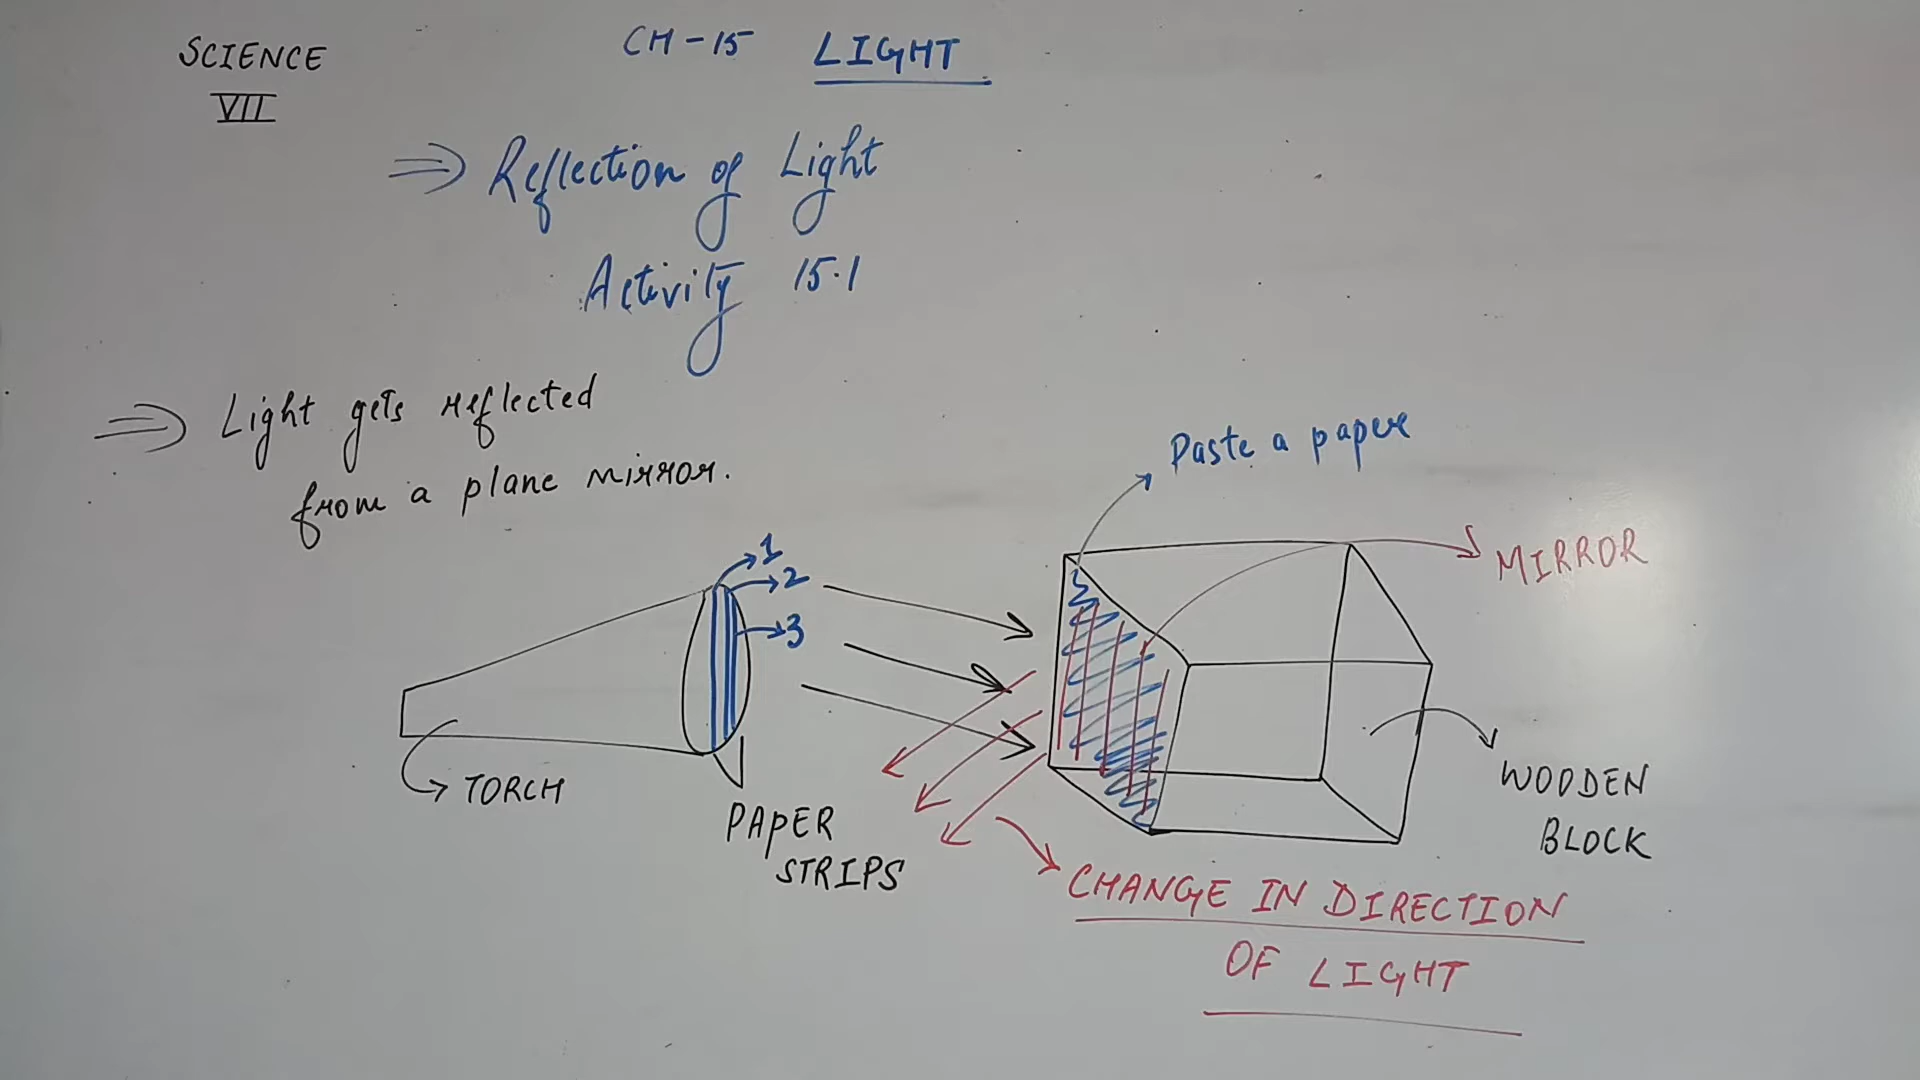 SCIENCE
VII
CH-15 LIGHT
⇒ Reflection of Light
Activity 15.1
⇒ Light gets reflected
from a plane mirror.
Paste a paper
MIRROR
1
2
3
TORCH
PAPER
STRIPS
WOODEN
BLOCK
CHANGE IN DIRECTION
OF LIGHT